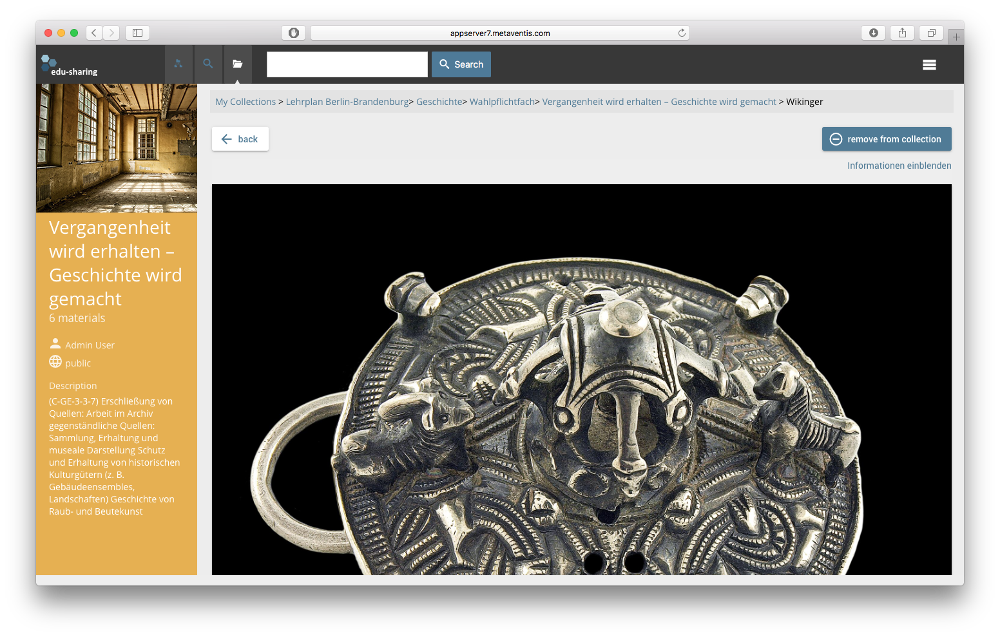 appserver7.metaventis.com
edu-sharing
Search
My Collections > Lehrplan Berlin-Brandenburg> Geschichte> Wahlpflichtfach> Vergangenheit wird erhalten – Geschichte wird gemacht > Wikinger
back
remove from collection
Informationen einblenden
Vergangenheit
wird erhalten –
Geschichte wird
gemacht
6 materials
Admin User
public
Description
(C-GE-3-3-7) Erschließung von
Quellen: Arbeit im Archiv
gegenständliche Quellen:
Sammlung, Erhaltung und
museale Darstellung Schutz
und Erhaltung von historischen
Kulturgütern (z. B.
Gebäudeensembles,
Landschaften) Geschichte von
Raub- und Beutekunst